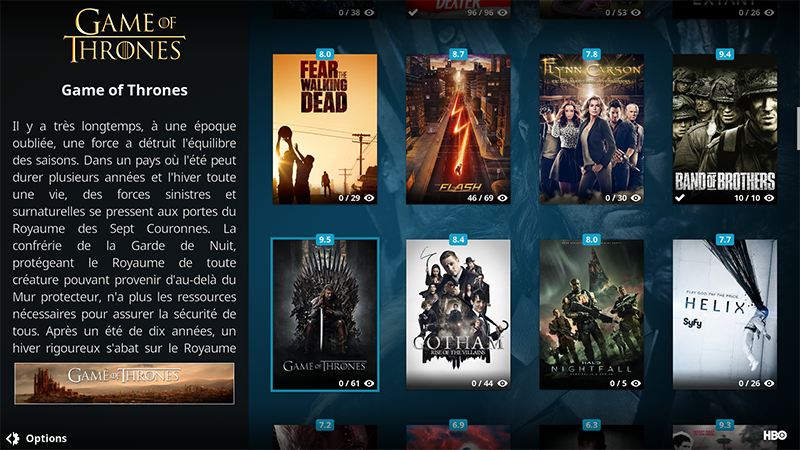 GAME OF
THRONES
Game of Thrones
Il y a très longtemps, à une époque
oubliée, une force a détruit l'équilibre
des saisons. Dans un pays où l'été peut
durer plusieurs années et l'hiver toute
une vie, des forces sinistres et
surnaturelles se pressent aux portes du
Royaume des Sept Couronnes. La
confrérie de la Garde de Nuit,
protégeant le Royaume de toute
créature pouvant provenir d'au-delà du
Mur protecteur, n'a plus les ressources
nécessaires pour assurer la sécurité de
tous. Après un été de dix années, un
hiver rigoureux s'abat sur le Royaume
GAME OF THRONES
Options
DEXTER
EXTANT
0 / 38
96 / 96
0 / 53
0 / 26
8.0
8.7
7.8
9.4
FEAR THE
WALKING
DEAD
FLASH
FLYNN CARSON
BAND OF BROTHERS
0 / 29
46 / 69
0 / 30
10 / 10
9.5
8.4
8.0
7.7
GAME OF THRONES
GOTHAM
RISE OF THE VILLAINS
HALO
NIGHTFALL
PLAY GOD. PAY THE PRICE.
HELIX
Syfy
0 / 61
0 / 44
0 / 5
0 / 26
7.2
6.9
6.3
9.3
HBO